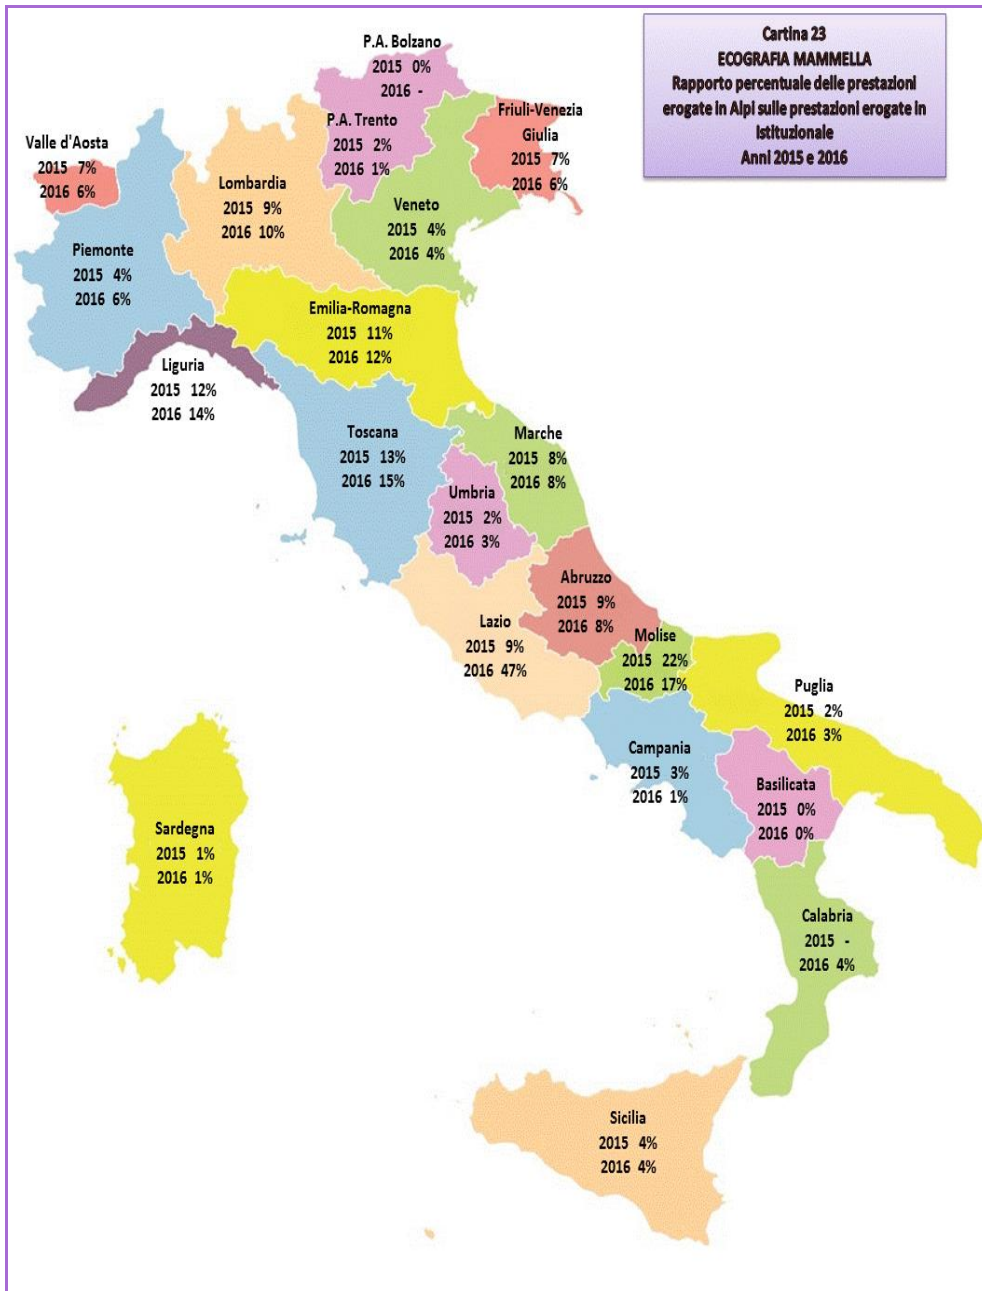 Cartina 23
ECOGRAFIA MAMMELLA
Rapporto percentuale delle prestazioni
erogate in Alpi sulle prestazioni erogate in
Istituzionale
Anni 2015 e 2016
P.A. Bolzano
2015 0%
2016 -
P.A. Trento
2015 2%
2016 1%
Friuli-Venezia
Giulia
2015 7%
2016 6%
Valle d'Aosta
2015 7%
2016 6%
Lombardia
2015 9%
2016 10%
Veneto
2015 4%
2016 4%
Piemonte
2015 4%
2016 6%
Emilia-Romagna
2015 11%
2016 12%
Liguria
2015 12%
2016 14%
Toscana
2015 13%
2016 15%
Marche
2015 8%
2016 8%
Umbria
2015 2%
2016 3%
Abruzzo
2015 9%
2016 8%
Lazio
2015 9%
2016 47%
Molise
2015 22%
2016 17%
Puglia
2015 2%
2016 3%
Campania
2015 3%
2016 1%
Basilicata
2015 0%
2016 0%
Sardegna
2015 1%
2016 1%
Calabria
2015 -
2016 4%
Sicilia
2015 4%
2016 4%